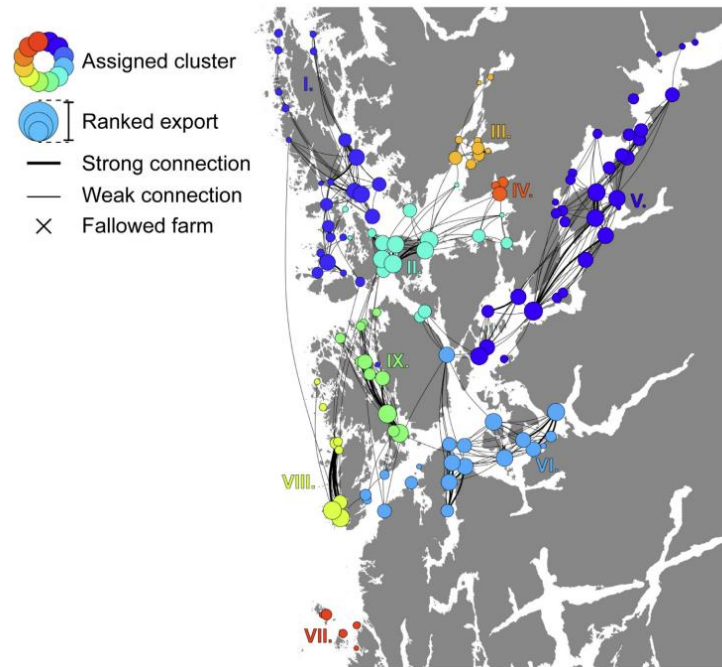 Assigned cluster
Ranked export
Strong connection
Weak connection
Fallowed farm
I.
II.
III.
IV.
V.
VI.
VII.
VIII.
IX.